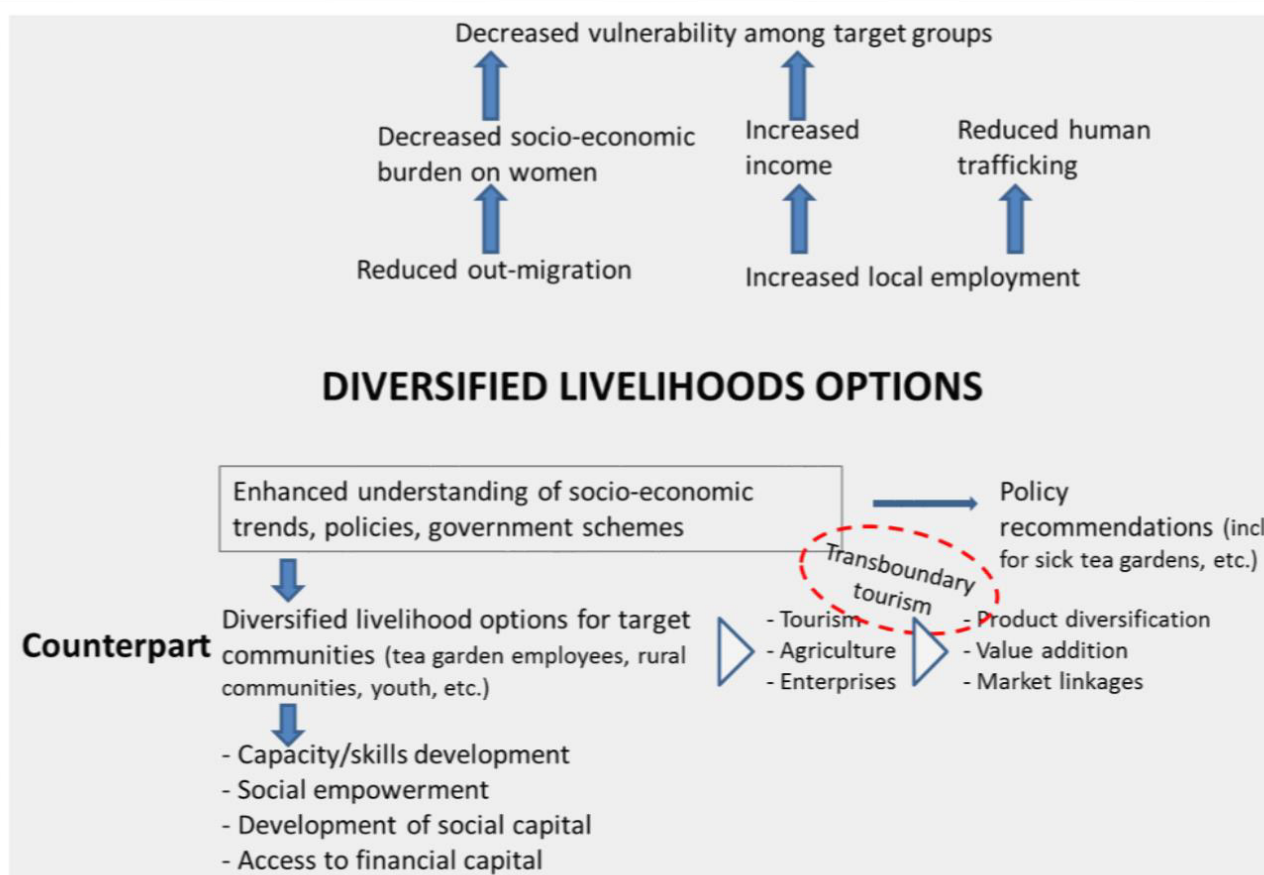 Decreased vulnerability among target groups
Decreased socio-economic
burden on women
Increased
income
Reduced human
trafficking
Reduced out-migration
Increased local employment
DIVERSIFIED LIVELIHOODS OPTIONS
Enhanced understanding of socio-economic
trends, policies, government schemes
Policy
recommendations (incl
for sick tea gardens, etc.)
Transboundary
tourism
Counterpart
Diversified livelihood options for target
communities (tea garden employees, rural
communities, youth, etc.)
- Tourism
- Agriculture
- Enterprises
- Product diversification
- Value addition
- Market linkages
- Capacity/skills development
- Social empowerment
- Development of social capital
- Access to financial capital